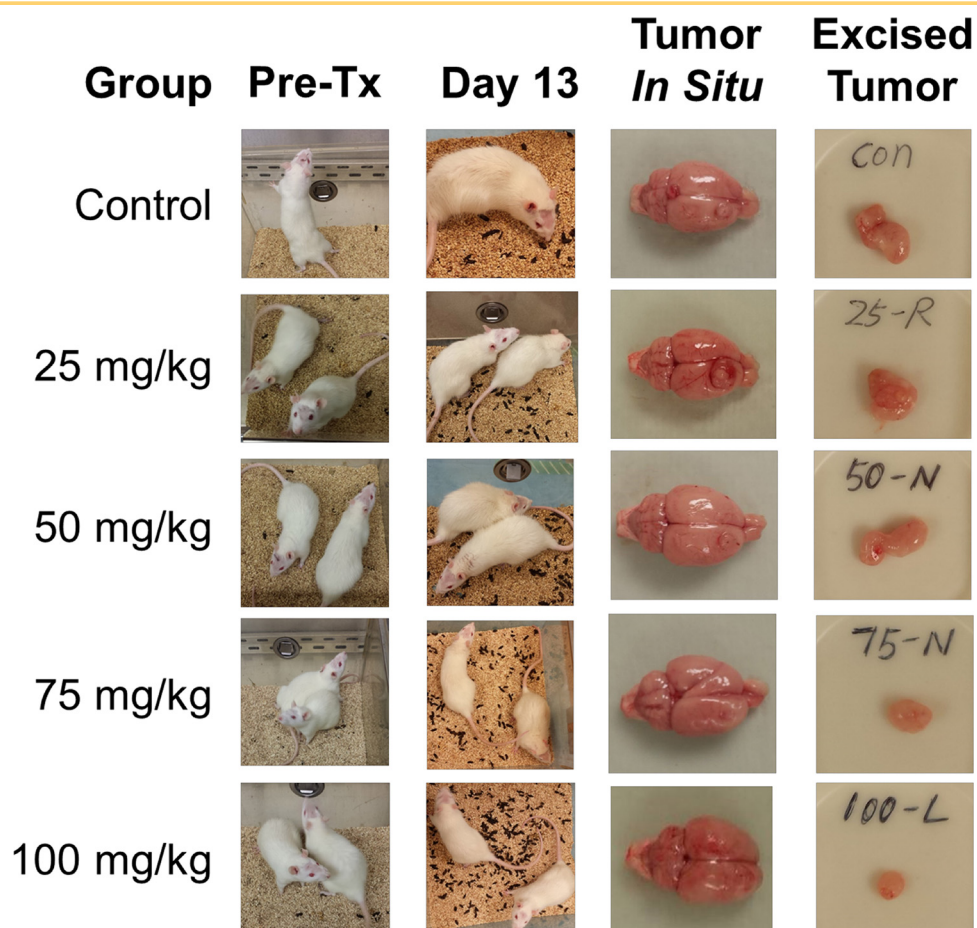 Group Pre-Tx Day 13 Tumor In Situ Excised Tumor
Control
con
25 mg/kg
25-R
50 mg/kg
50-N
75 mg/kg
75-N
100 mg/kg
100-L